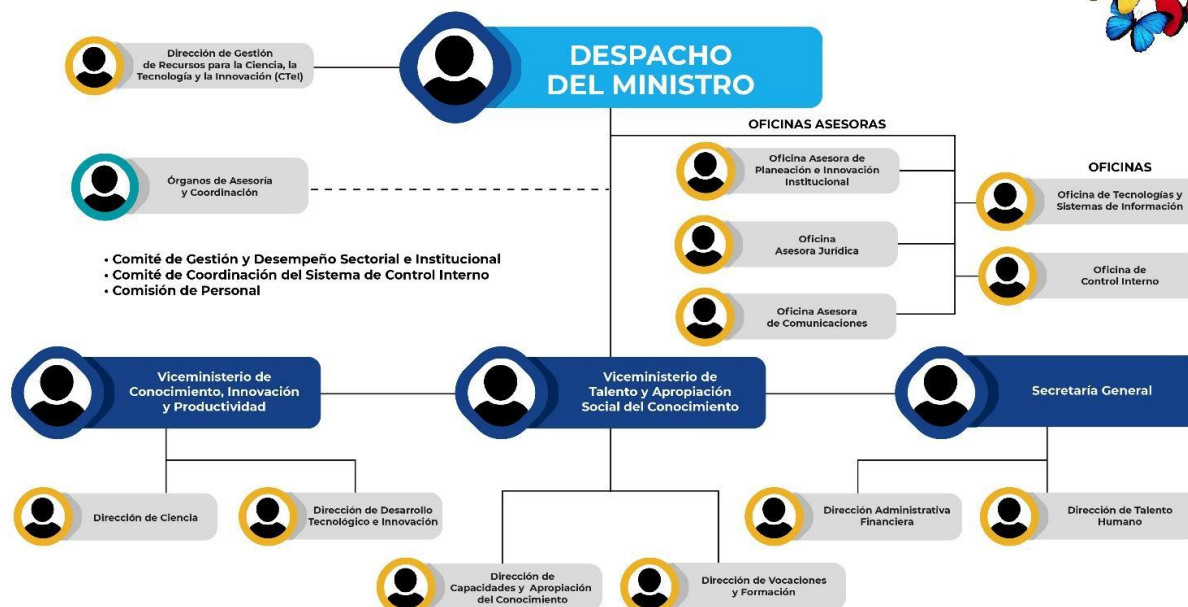 DESPACHO
DEL MINISTRO
Dirección de Gestión
de Recursos para la Ciencia, la
Tecnología y la Innovación (CTeI)
OFICINAS ASESORAS
Oficina Asesora de
Planeación e Innovación
Institucional
Oficina
Asesora Jurídica
Oficina Asesora
de Comunicaciones
OFICINAS
Oficina de Tecnologías y
Sistemas de Información
Oficina de
Control Interno
Órganos de Asesoría
y Coordinación
• Comité de Gestión y Desempeño Sectorial e Institucional
• Comité de Coordinación del Sistema de Control Interno
• Comisión de Personal
Viceministerio de
Conocimiento, Innovación
y Productividad
Viceministerio de
Talento y Apropiación
Social del Conocimiento
Secretaría General
Dirección de Ciencia
Dirección de Desarrollo
Tecnológico e Innovación
Dirección de
Capacidades y Apropiación
del Conocimiento
Dirección de Vocaciones
y Formación
Dirección Administrativa
Financiera
Dirección de Talento
Humano